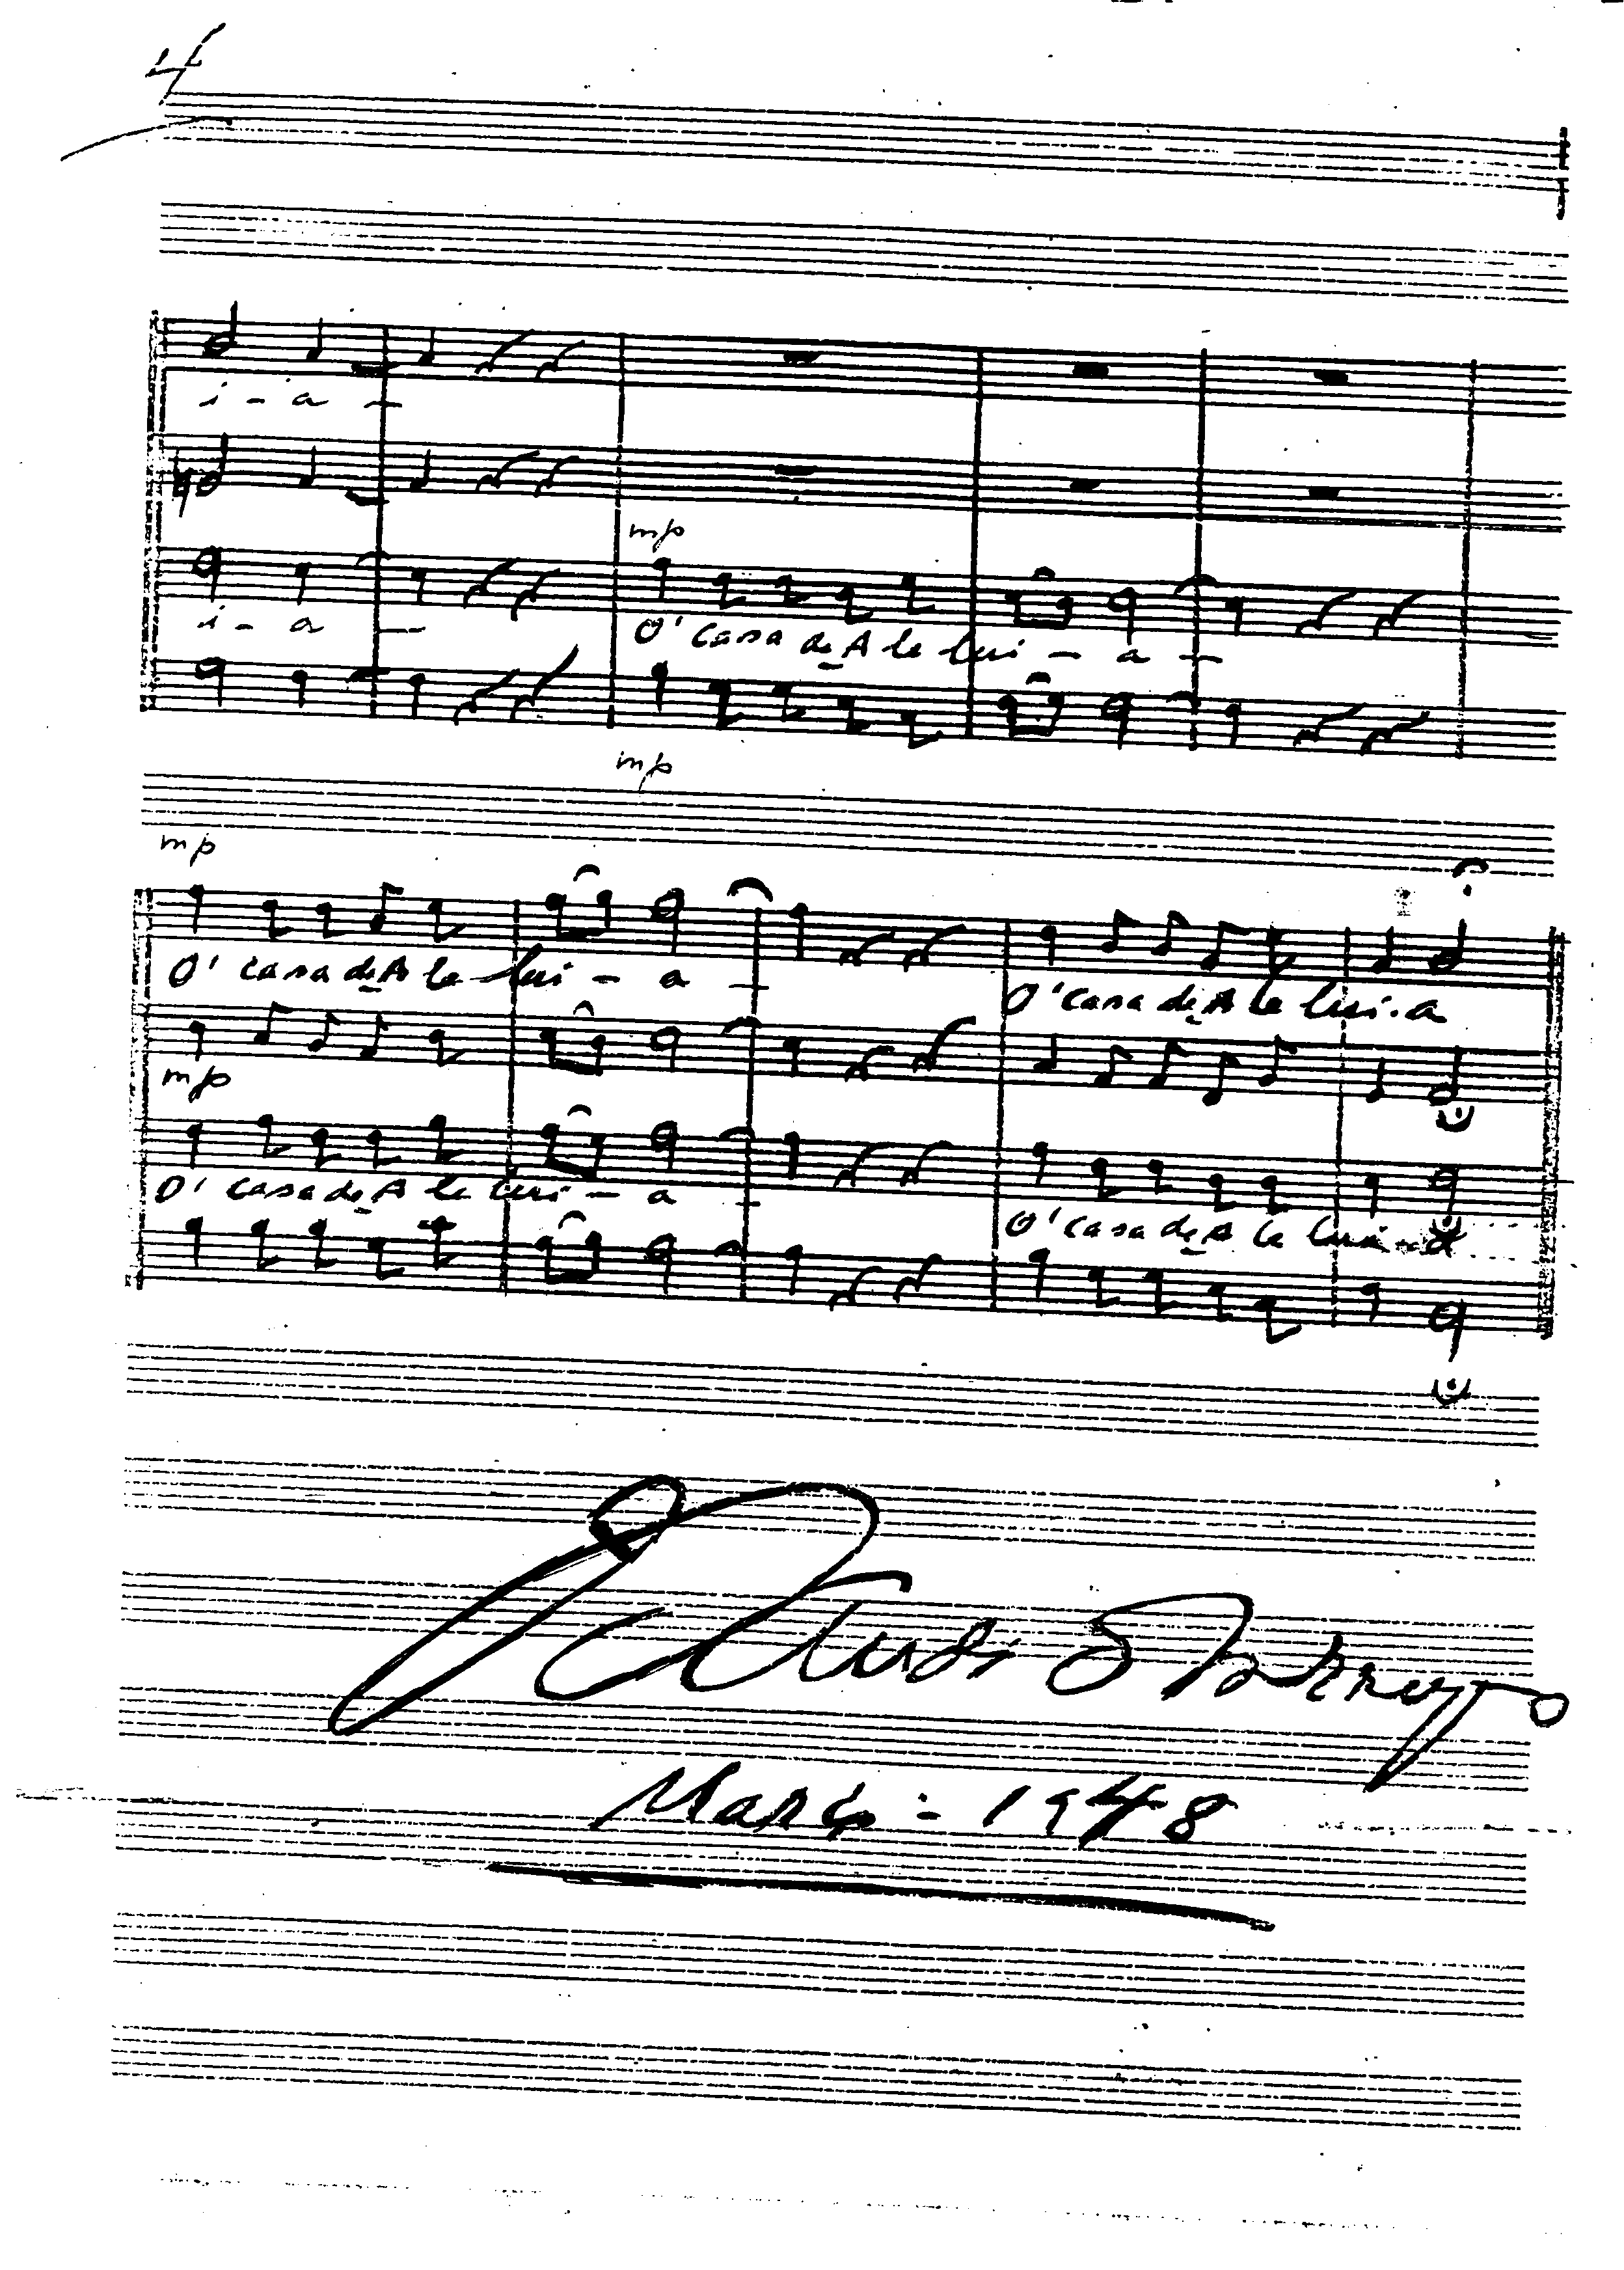 4
i - a -
mp
i - a - O' casa de A le lui - a -
mp
mp
O' casa de A le lui - a - O' casa de A le lui - a
mp
O' casa de A le lui - a - O' casa de A le lui - a
Março - 1948